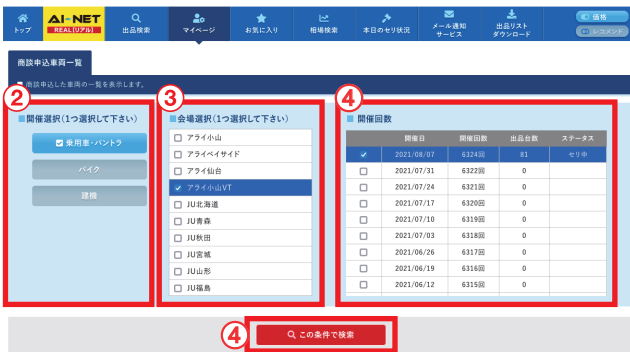 トップ
AI-NET
REAL[リアル]
出品検索
マイページ
お気に入り
相場検索
本日のセリ状況
メール通知
サービス
出品リスト
ダウンロード
価格
レコメンド
商談申込車両一覧
商談申込した車両の一覧を表示します。
②
開催選択(1つ選択して下さい)
乗用車・バントラ
バイク
建機
③
会場選択(1つ選択して下さい)
アライ小山
アライベイサイド
アライ仙台
アライ小山VT
JU北海道
JU青森
JU秋田
JU宮城
JU山形
JU福島
④
開催回数
開催日 開催回数 出品台数 ステータス
2021/08/07 6324回 81 セリ中
2021/07/31 6322回 0
2021/07/24 6321回 0
2021/07/17 6320回 0
2021/07/10 6319回 0
2021/07/03 6318回 0
2021/06/26 6317回 0
2021/06/19 6316回 0
2021/06/12 6315回 0
④
この条件で検索